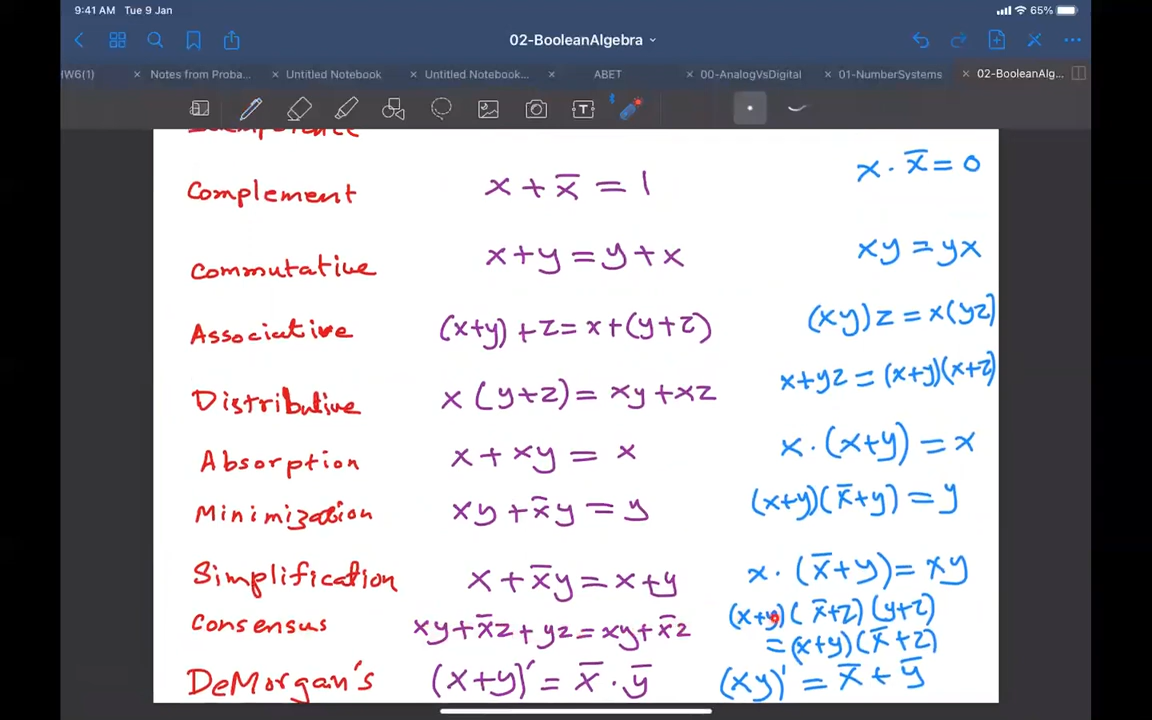 9:41 AM Tue 9 Jan 65%
02-BooleanAlgebra
HW6(1) Notes from Proba... Untitled Notebook Untitled Notebook... ABET 00-AnalogVsDigital 01-NumberSystems 02-BooleanAlg...
x · x̅ = 0
Complement x + x̅ = 1
Commutative x+y = y+x xy = yx
Associative (x+y)+z = x+(y+z) (xy)z = x(yz)
Distributive x(y+z) = xy+xz x+yz = (x+y)(x+z)
Absorption x + xy = x x·(x+y) = x
Minimization xy + x̅y = y (x+y)(x̅+y) = y
Simplification x + x̅y = x+y x·(x̅+y) = xy
Consensus xy+x̅z+yz = xy+x̅z (x+y)(x̅+z)(y+z)
= (x+y)(x̅+z)
DeMorgan's (x+y)' = x̅·y̅ (xy)' = x̅+y̅